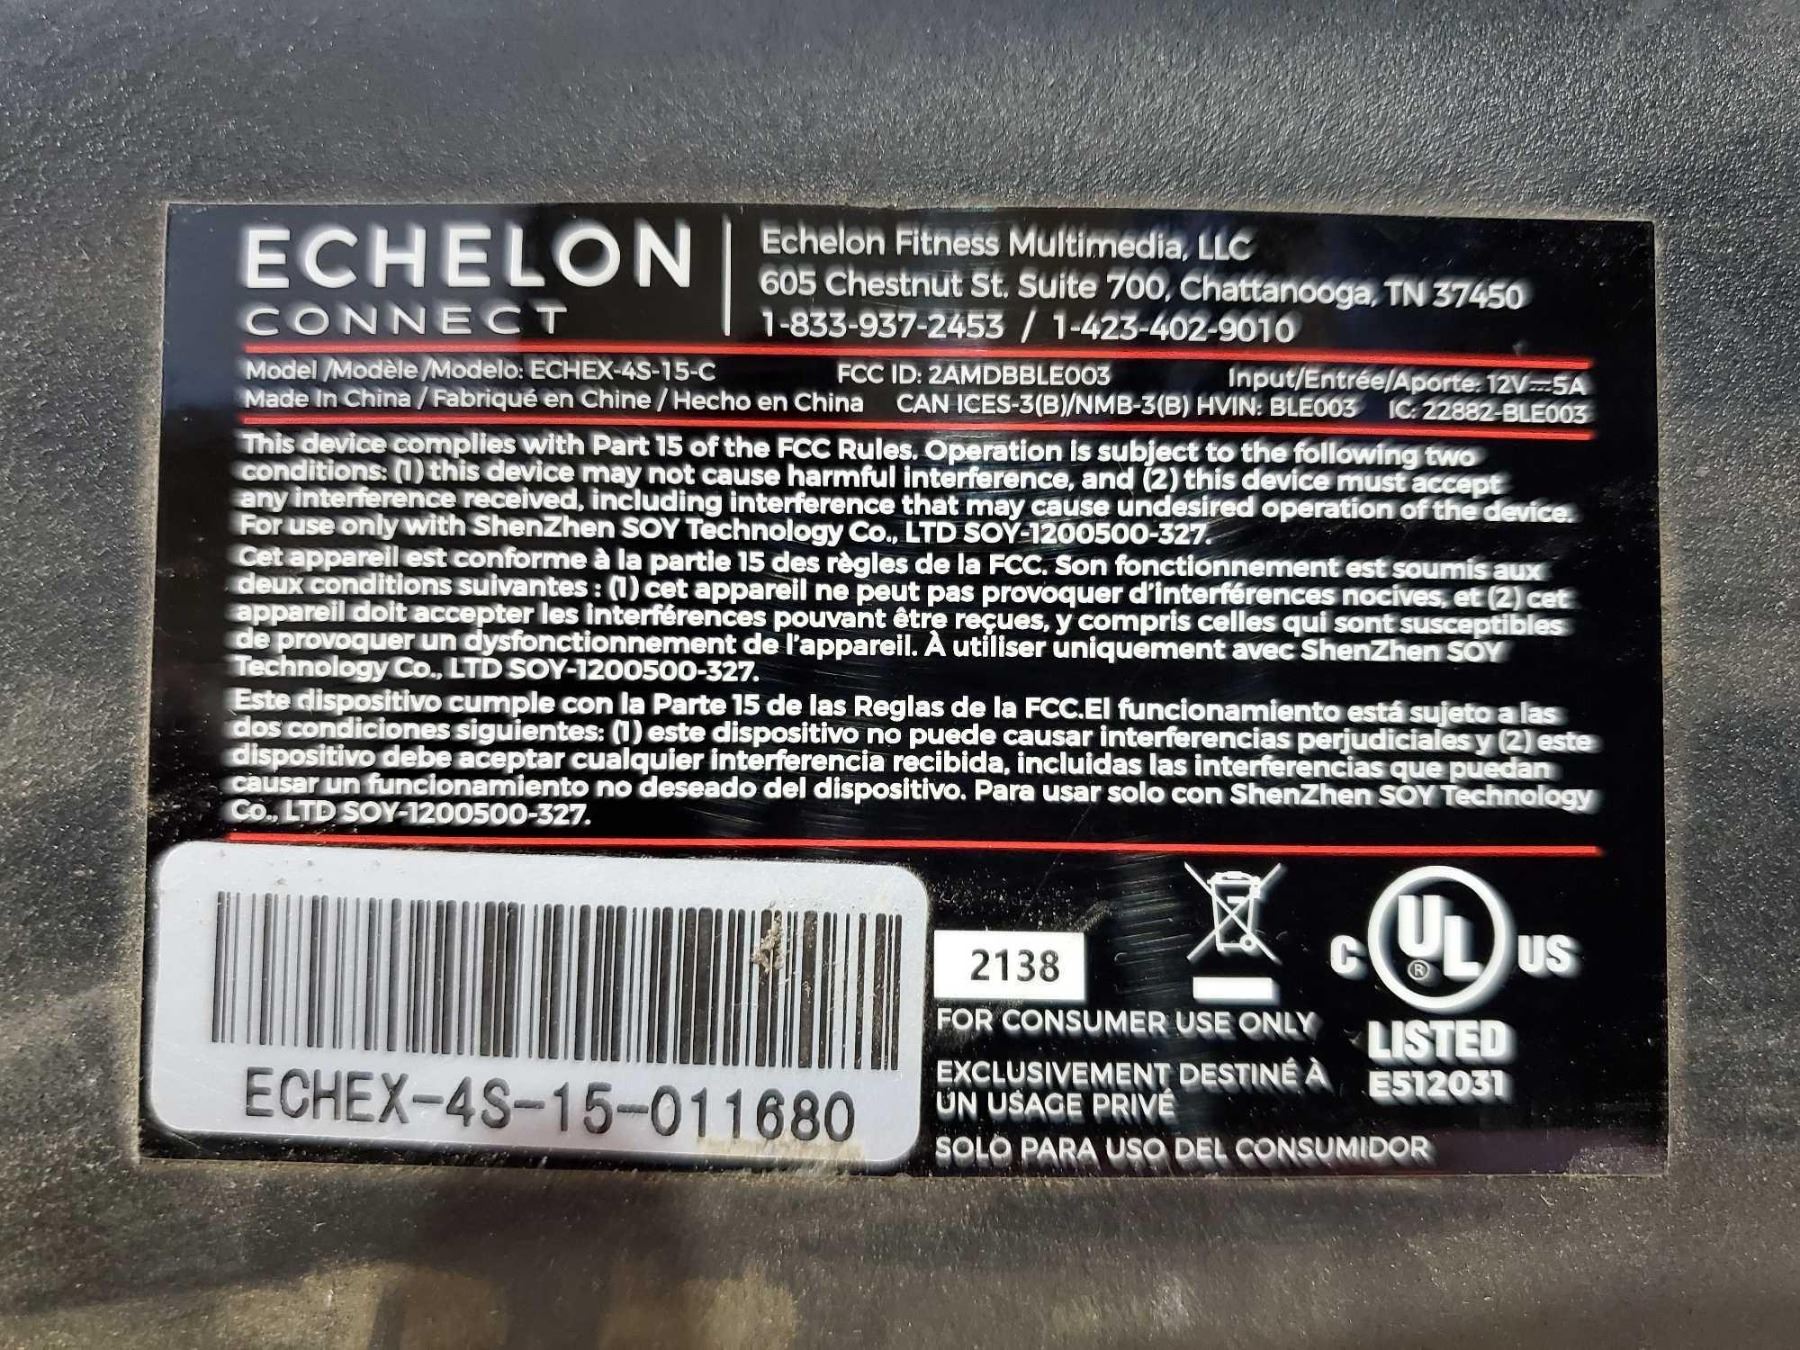 ECHELON
CONNECT
Echelon Fitness Multimedia, LLC
605 Chestnut St. Suite 700, Chattanooga, TN 37450
1-833-937-2453 / 1-423-402-9010
Model /Modèle /Modelo: ECHEX-4S-15-C FCC ID: 2AMDBBLE003 Input/Entrée/Aporte: 12V⎓5A
Made In China / Fabriqué en Chine / Hecho en China CAN ICES-3(B)/NMB-3(B) HVIN: BLE003 IC: 22882-BLE003
This device complies with Part 15 of the FCC Rules. Operation is subject to the following two
conditions: (1) this device may not cause harmful interference, and (2) this device must accept
any interference received, including interference that may cause undesired operation of the device.
For use only with ShenZhen SOY Technology Co., LTD SOY-1200500-327.
Cet appareil est conforme à la partie 15 des règles de la FCC. Son fonctionnement est soumis aux
deux conditions suivantes : (1) cet appareil ne peut pas provoquer d'interférences nocives, et (2) cet
appareil doit accepter les interférences pouvant être reçues, y compris celles qui sont susceptibles
de provoquer un dysfonctionnement de l'appareil. À utiliser uniquement avec ShenZhen SOY
Technology Co., LTD SOY-1200500-327.
Este dispositivo cumple con la Parte 15 de las Reglas de la FCC.El funcionamiento está sujeto a las
dos condiciones siguientes: (1) este dispositivo no puede causar interferencias perjudiciales y (2) este
dispositivo debe aceptar cualquier interferencia recibida, incluidas las interferencias que puedan
causar un funcionamiento no deseado del dispositivo. Para usar solo con ShenZhen SOY Technology
Co., LTD SOY-1200500-327.
ECHEX-4S-15-011680
2138
FOR CONSUMER USE ONLY
EXCLUSIVEMENT DESTINÉ À
UN USAGE PRIVÉ
SOLO PARA USO DEL CONSUMIDOR
C UL ® US
LISTED
E512031